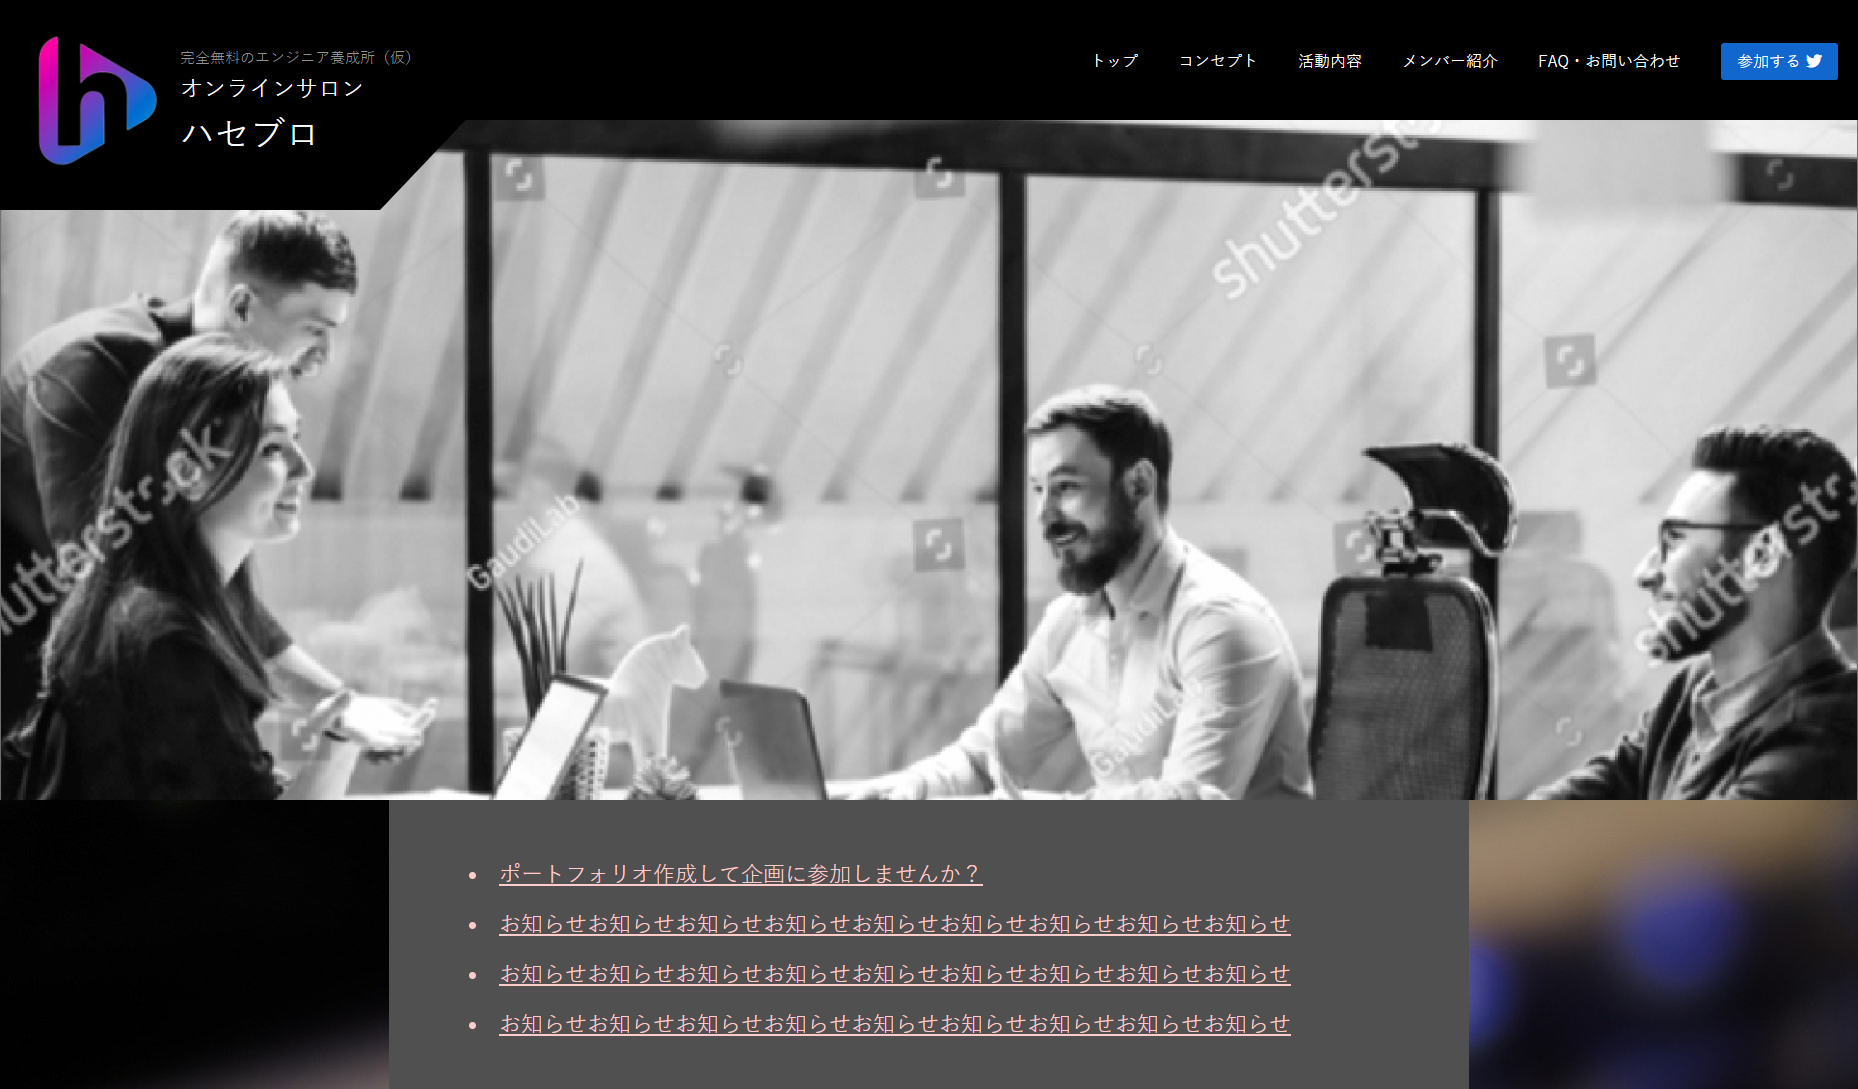 完全無料のエンジニア養成所（仮）
オンラインサロン
ハセブロ
トップ コンセプト 活動内容 メンバー紹介 FAQ・お問い合わせ 参加する
shutterst
shutterstock
GaudiLab
GaudiLab
shutterst
ポートフォリオ作成して企画に参加しませんか？
お知らせお知らせお知らせお知らせお知らせお知らせお知らせお知らせお知らせ
お知らせお知らせお知らせお知らせお知らせお知らせお知らせお知らせお知らせ
お知らせお知らせお知らせお知らせお知らせお知らせお知らせお知らせお知らせ